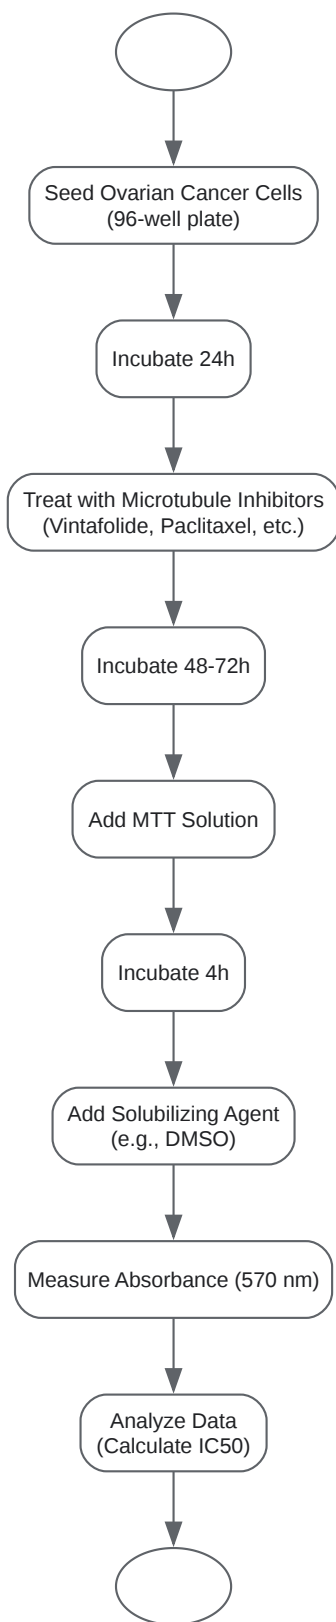 Seed Ovarian Cancer Cells
(96-well plate)
Incubate 24h
Treat with Microtubule Inhibitors
(Vintafolide, Paclitaxel, etc.)
Incubate 48-72h
Add MTT Solution
Incubate 4h
Add Solubilizing Agent
(e.g., DMSO)
Measure Absorbance (570 nm)
Analyze Data
(Calculate IC50)